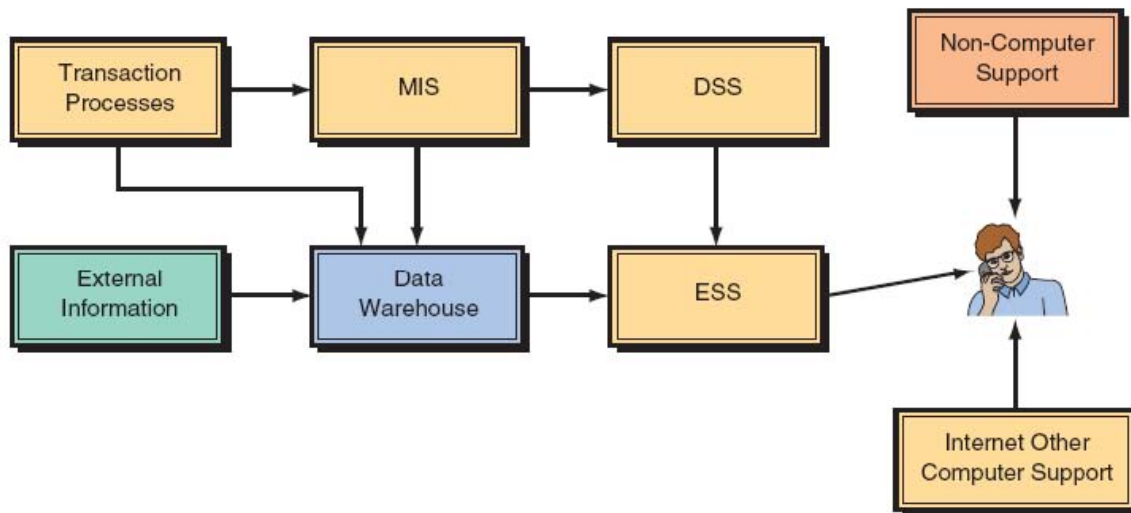 Transaction
Processes
MIS
DSS
Non-Computer
Support
External
Information
Data
Warehouse
ESS
Internet Other
Computer Support